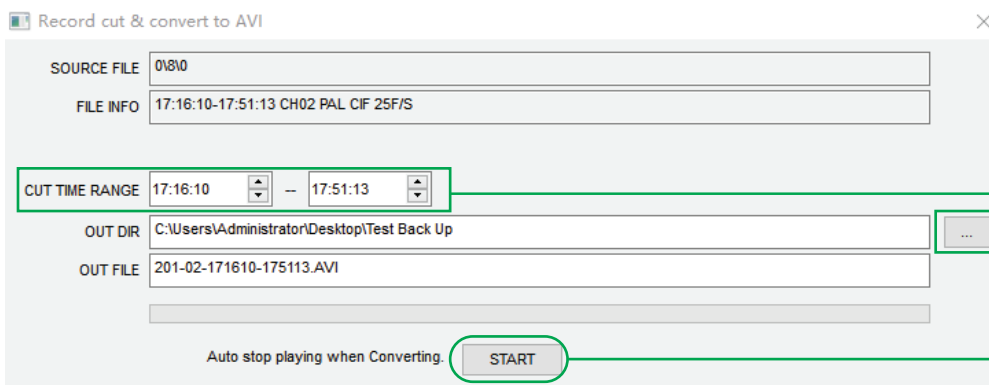 Record cut & convert to AVI
SOURCE FILE 0\8\0
FILE INFO 17:16:10-17:51:13 CH02 PAL CIF 25F/S
CUT TIME RANGE 17:16:10 -- 17:51:13
OUT DIR C:\Users\Administrator\Desktop\Test Back Up ...
OUT FILE 201-02-171610-175113.AVI
Auto stop playing when Converting. START